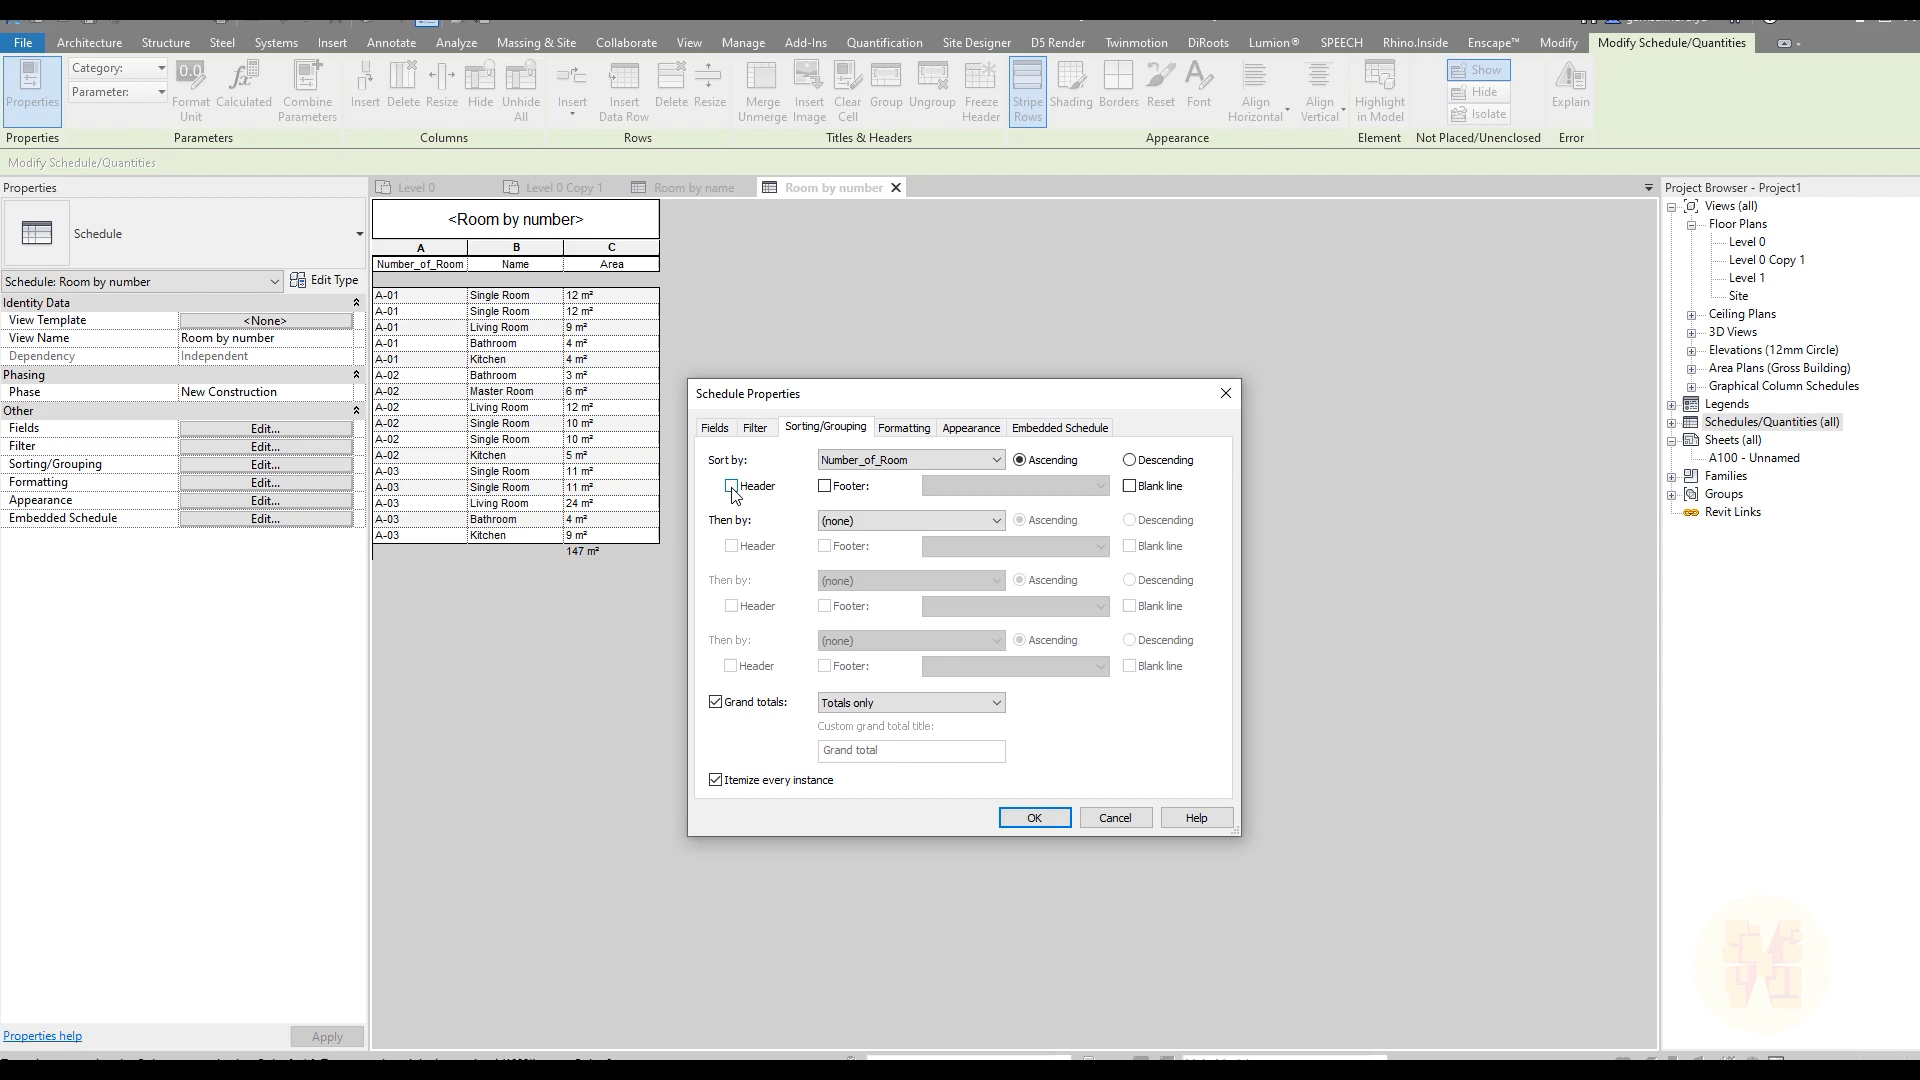 File Architecture Structure Steel Systems Insert Annotate Analyze Massing & Site Collaborate View Manage Add-Ins Quantification Site Designer D5 Render Twinmotion DiRoots Lumion® SPEECH Rhino.Inside Enscape™ Modify Modify Schedule/Quantities
Category: Show
Parameter: Hide
Properties Format Unit Calculated Combine Parameters Insert Delete Resize Hide Unhide All Insert Insert Data Row Delete Resize Merge Unmerge Insert Image Clear Cell Group Ungroup Freeze Header Stripe Rows Shading Borders Reset Font Align Horizontal Align Vertical Highlight in Model Isolate Explain
Properties Parameters Columns Rows Titles & Headers Appearance Element Not Placed/Unenclosed Error
Modify Schedule/Quantities
Properties
Schedule
Schedule: Room by number Edit Type
Identity Data
View Template <None>
View Name Room by number
Dependency Independent
Phasing
Phase New Construction
Other
Fields Edit...
Filter Edit...
Sorting/Grouping Edit...
Formatting Edit...
Appearance Edit...
Embedded Schedule Edit...
Properties help Apply
Level 0 Level 0 Copy 1 Room by name Room by number
<Room by number>
A B C
Number_of_Room Name Area
A-01 Single Room 12 m²
A-01 Single Room 12 m²
A-01 Living Room 9 m²
A-01 Bathroom 4 m²
A-01 Kitchen 4 m²
A-02 Bathroom 3 m²
A-02 Master Room 6 m²
A-02 Living Room 12 m²
A-02 Single Room 10 m²
A-02 Single Room 10 m²
A-02 Kitchen 5 m²
A-03 Single Room 11 m²
A-03 Single Room 11 m²
A-03 Living Room 24 m²
A-03 Bathroom 4 m²
A-03 Kitchen 9 m²
147 m²
Schedule Properties
Fields Filter Sorting/Grouping Formatting Appearance Embedded Schedule
Sort by: Number_of_Room Ascending Descending
Header Footer: Blank line
Then by: (none) Ascending Descending
Header Footer: Blank line
Then by: (none) Ascending Descending
Header Footer: Blank line
Then by: (none) Ascending Descending
Header Footer: Blank line
Grand totals: Totals only
Custom grand total title:
Grand total
Itemize every instance
OK Cancel Help
Project Browser - Project1
Views (all)
Floor Plans
Level 0
Level 0 Copy 1
Level 1
Site
Ceiling Plans
3D Views
Elevations (12mm Circle)
Area Plans (Gross Building)
Graphical Column Schedules
Legends
Schedules/Quantities (all)
Sheets (all)
A100 - Unnamed
Families
Groups
Revit Links